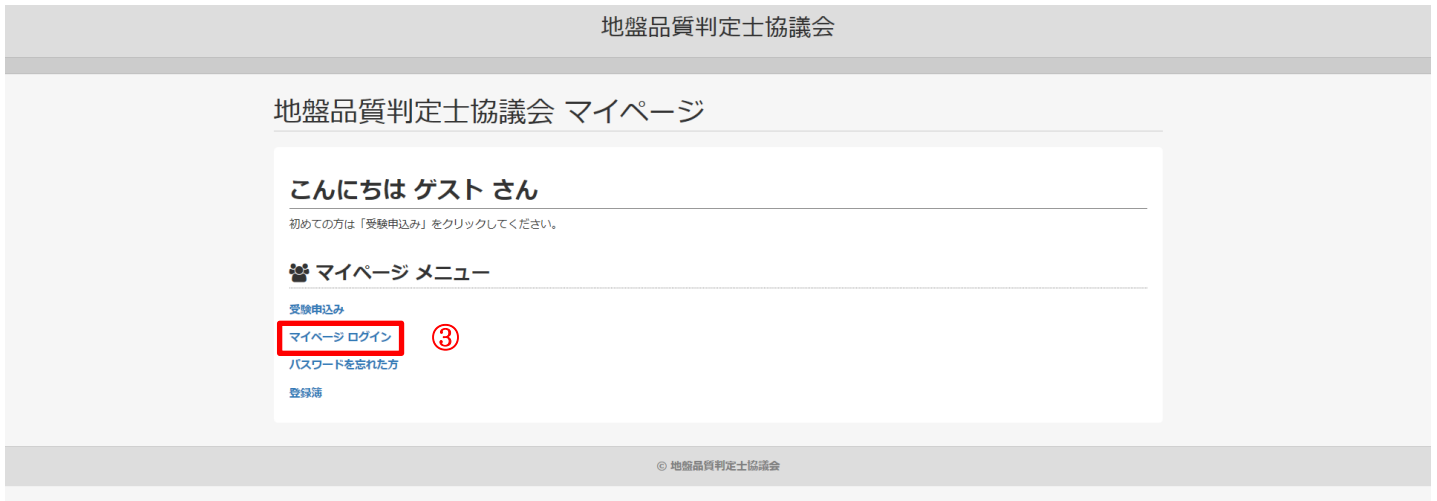 地盤品質判定士協議会
地盤品質判定士協議会 マイページ
こんにちは ゲスト さん
初めての方は「受験申込み」をクリックしてください。
マイページ メニュー
受験申込み
マイページ ログイン ③
パスワードを忘れた方
登録簿
© 地盤品質判定士協議会